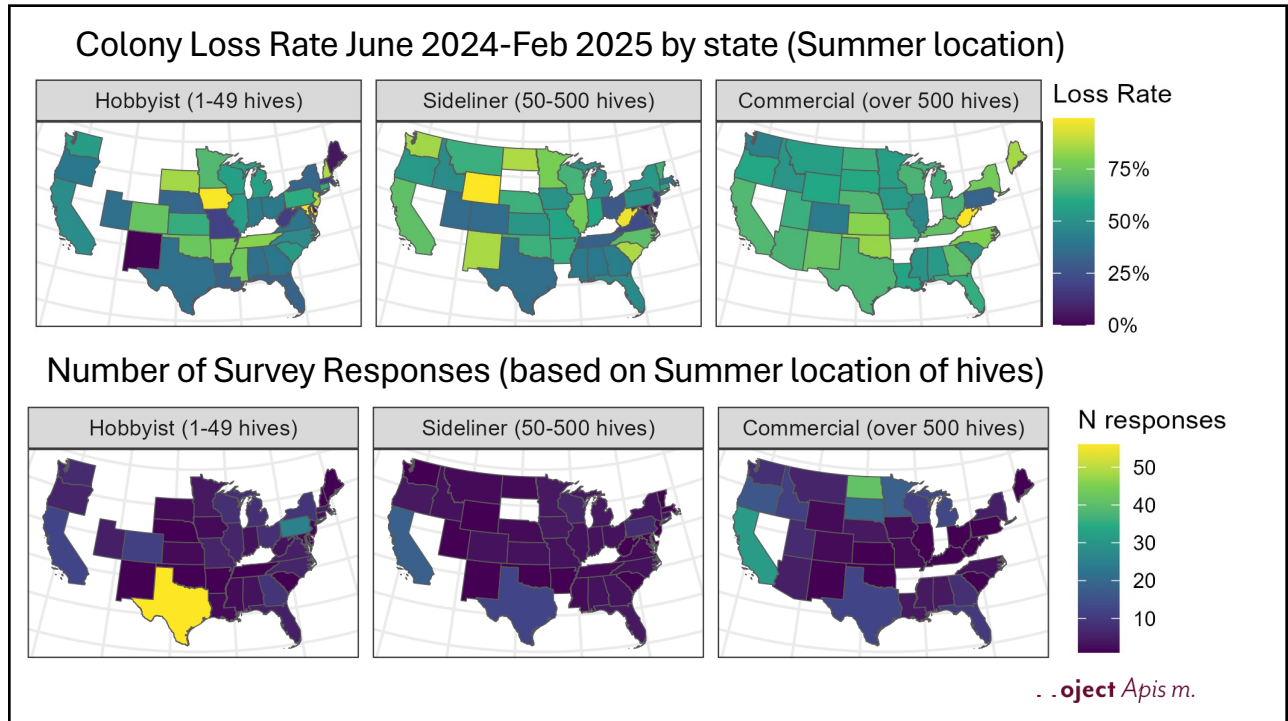 Colony Loss Rate June 2024-Feb 2025 by state (Summer location)
Hobbyist (1-49 hives)
Sideliner (50-500 hives)
Commercial (over 500 hives)
Loss Rate
75%
50%
25%
0%
Number of Survey Responses (based on Summer location of hives)
Hobbyist (1-49 hives)
Sideliner (50-500 hives)
Commercial (over 500 hives)
N responses
50
40
30
20
10
oject Apis m.